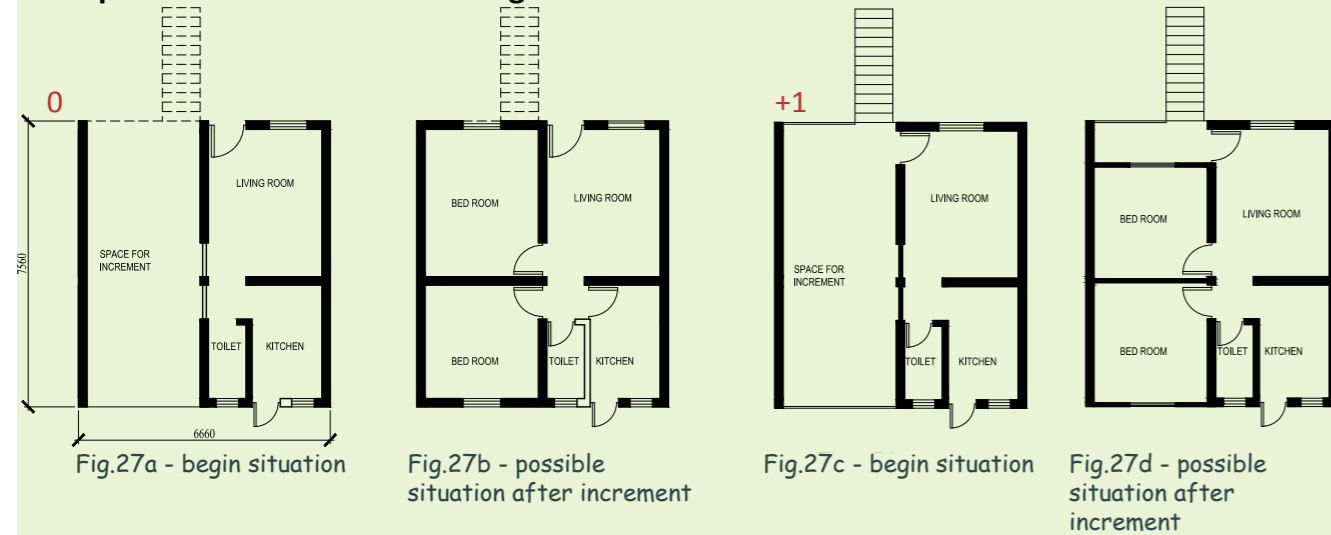 0
LIVING ROOM
SPACE FOR
INCREMENT
TOILET
KITCHEN
7560
6660
Fig.27a - begin situation
BED ROOM
LIVING ROOM
BED ROOM
TOILET
KITCHEN
Fig.27b - possible
situation after increment
+1
LIVING ROOM
SPACE FOR
INCREMENT
TOILET
KITCHEN
Fig.27c - begin situation
BED ROOM
LIVING ROOM
BED ROOM
TOILET
KITCHEN
Fig.27d - possible
situation after
increment